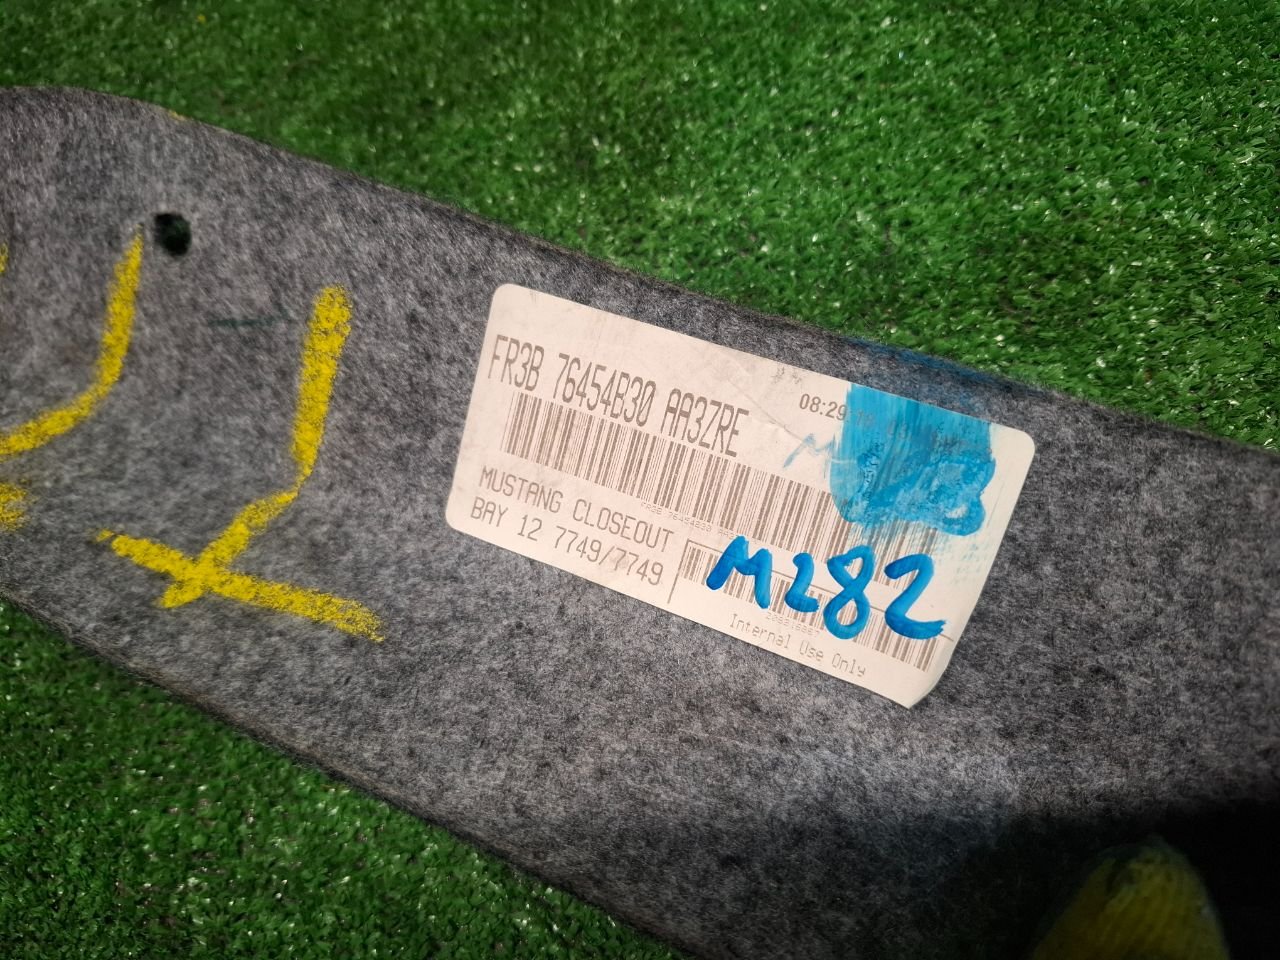 FR3B 76454B30 AA3ZRE
08:29
MUSTANG CLOSEOUT
BAY 12 7749/7749
M282
Internal Use Only